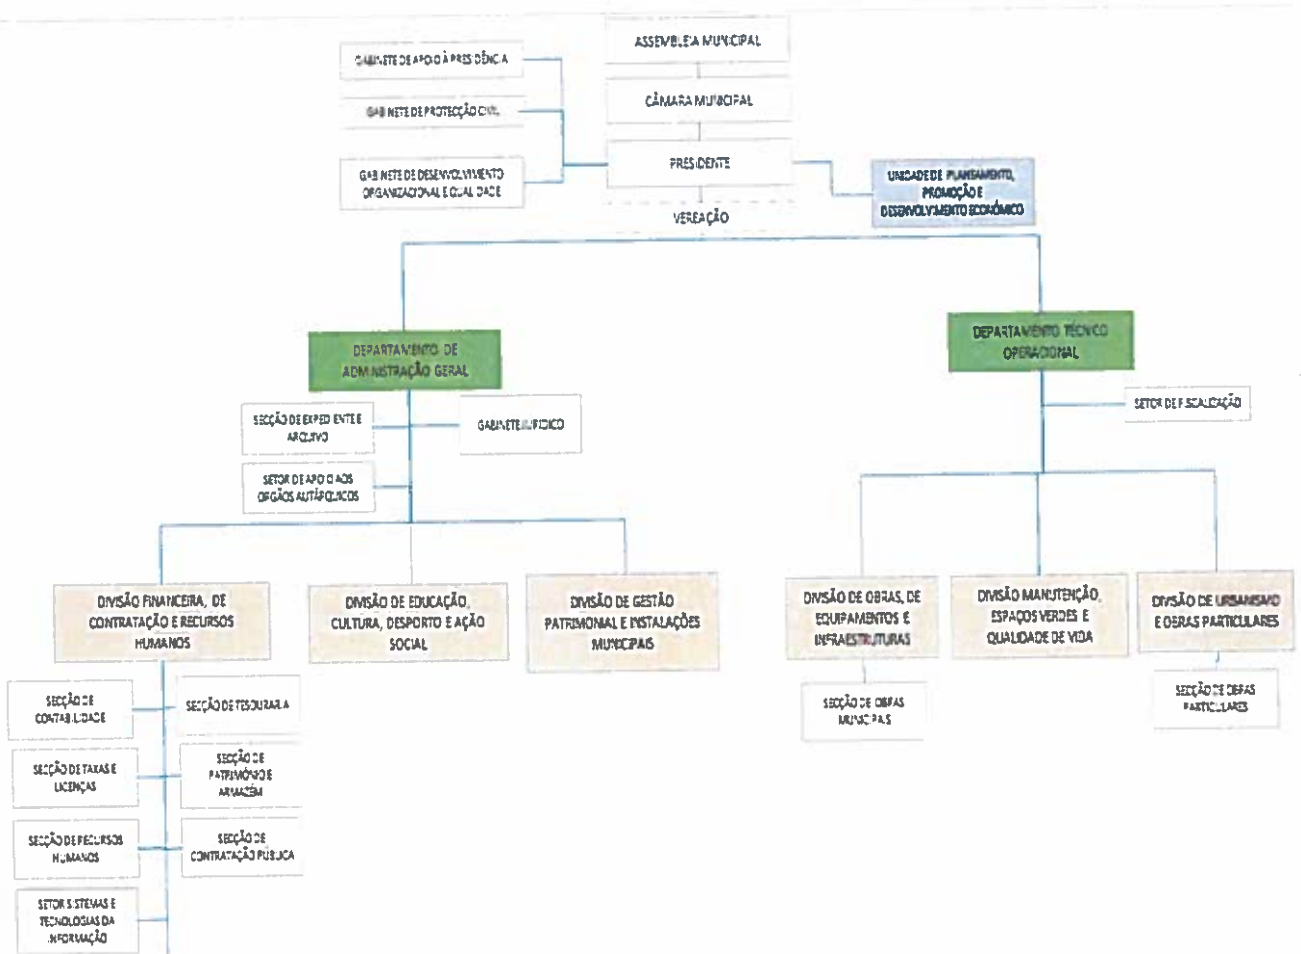 ASSEMBLEIA MUNICIPAL
GABINETE DE APOIO À PRESIDÊNCIA
CÂMARA MUNICIPAL
GABINETE DE PROTECÇÃO CIVIL
PRESIDENTE
GABINETE DE DESENVOLVIMENTO
ORGANIZACIONAL E QUALIDADE
UNIDADE DE PLANEAMENTO,
PROMOÇÃO E
DESENVOLVIMENTO ECONÓMICO
VEREAÇÃO
DEPARTAMENTO DE
ADMINISTRAÇÃO GERAL
DEPARTAMENTO TÉCNICO
OPERACIONAL
SECÇÃO DE EXPEDIENTE E
ARQUIVO
GABINETE JURÍDICO
SETOR DE FISCALIZAÇÃO
SETOR DE APOIO AOS
ORGÃOS AUTÁRQUICOS
DIVISÃO FINANCEIRA, DE
CONTRATAÇÃO E RECURSOS
HUMANOS
DIVISÃO DE EDUCAÇÃO,
CULTURA, DESPORTO E AÇÃO
SOCIAL
DIVISÃO DE GESTÃO
PATRIMONIAL E INSTALAÇÕES
MUNICIPAIS
DIVISÃO DE OBRAS, DE
EQUIPAMENTOS E
INFRAESTRUTURAS
DIVISÃO MANUTENÇÃO,
ESPAÇOS VERDES E
QUALIDADE DE VIDA
DIVISÃO DE URBANISMO
E OBRAS PARTICULARES
SECÇÃO DE
CONTABILIDADE
SECÇÃO DE TESOURARIA
SECÇÃO DE OBRAS
MUNICIPAIS
SECÇÃO DE OBRAS
PARTICULARES
SECÇÃO DE TAXAS E
LICENÇAS
SECÇÃO DE
PATRIMÓNIO E
ARMAZÉM
SECÇÃO DE RECURSOS
HUMANOS
SECÇÃO DE
CONTRATAÇÃO PÚBLICA
SETOR SISTEMAS E
TECNOLOGIAS DA
INFORMAÇÃO